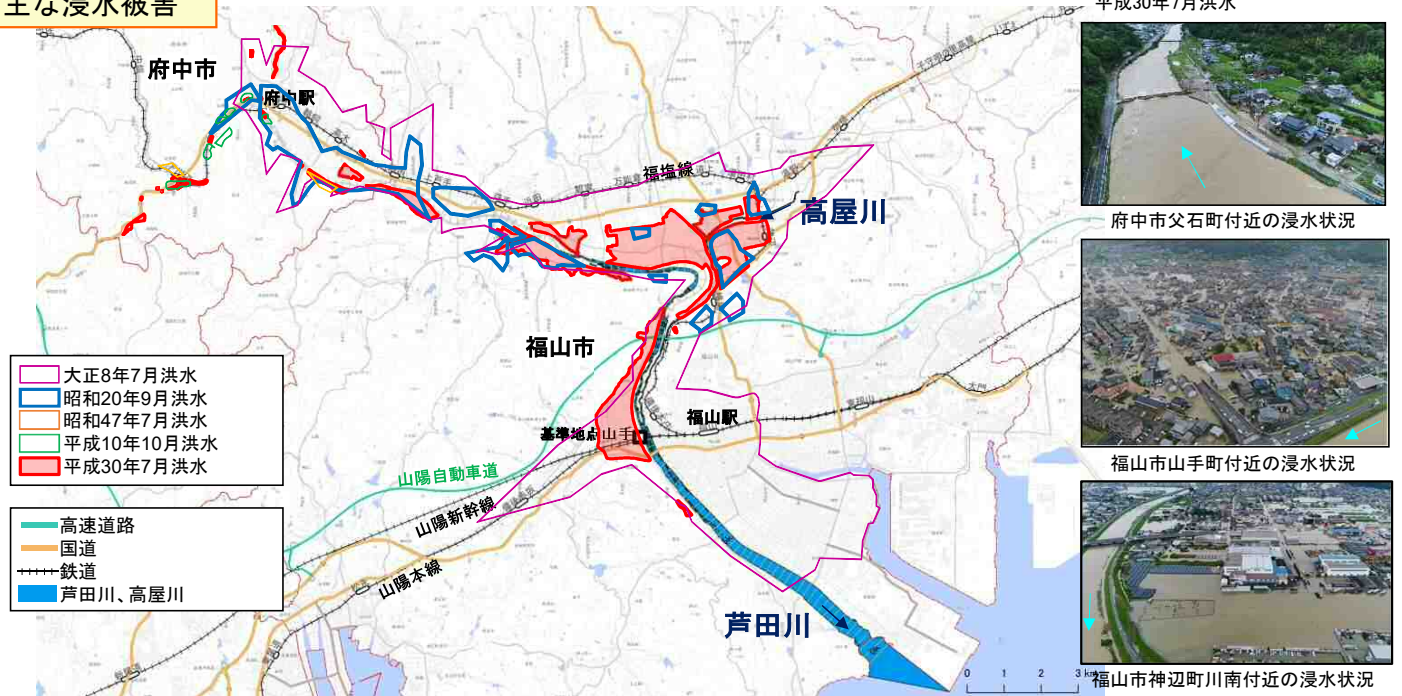 主な浸水被害
平成30年7月洪水
府中市
府中駅
福塩線
高屋川
府中市父石町付近の浸水状況
福山市
大正8年7月洪水
昭和20年9月洪水
昭和47年7月洪水
平成10年10月洪水
平成30年7月洪水
福山駅
基準地点山手
山陽自動車道
山陽新幹線
山陽本線
福山市山手町付近の浸水状況
高速道路
国道
鉄道
芦田川、高屋川
芦田川
0 1 2 3 km
福山市神辺町川南付近の浸水状況